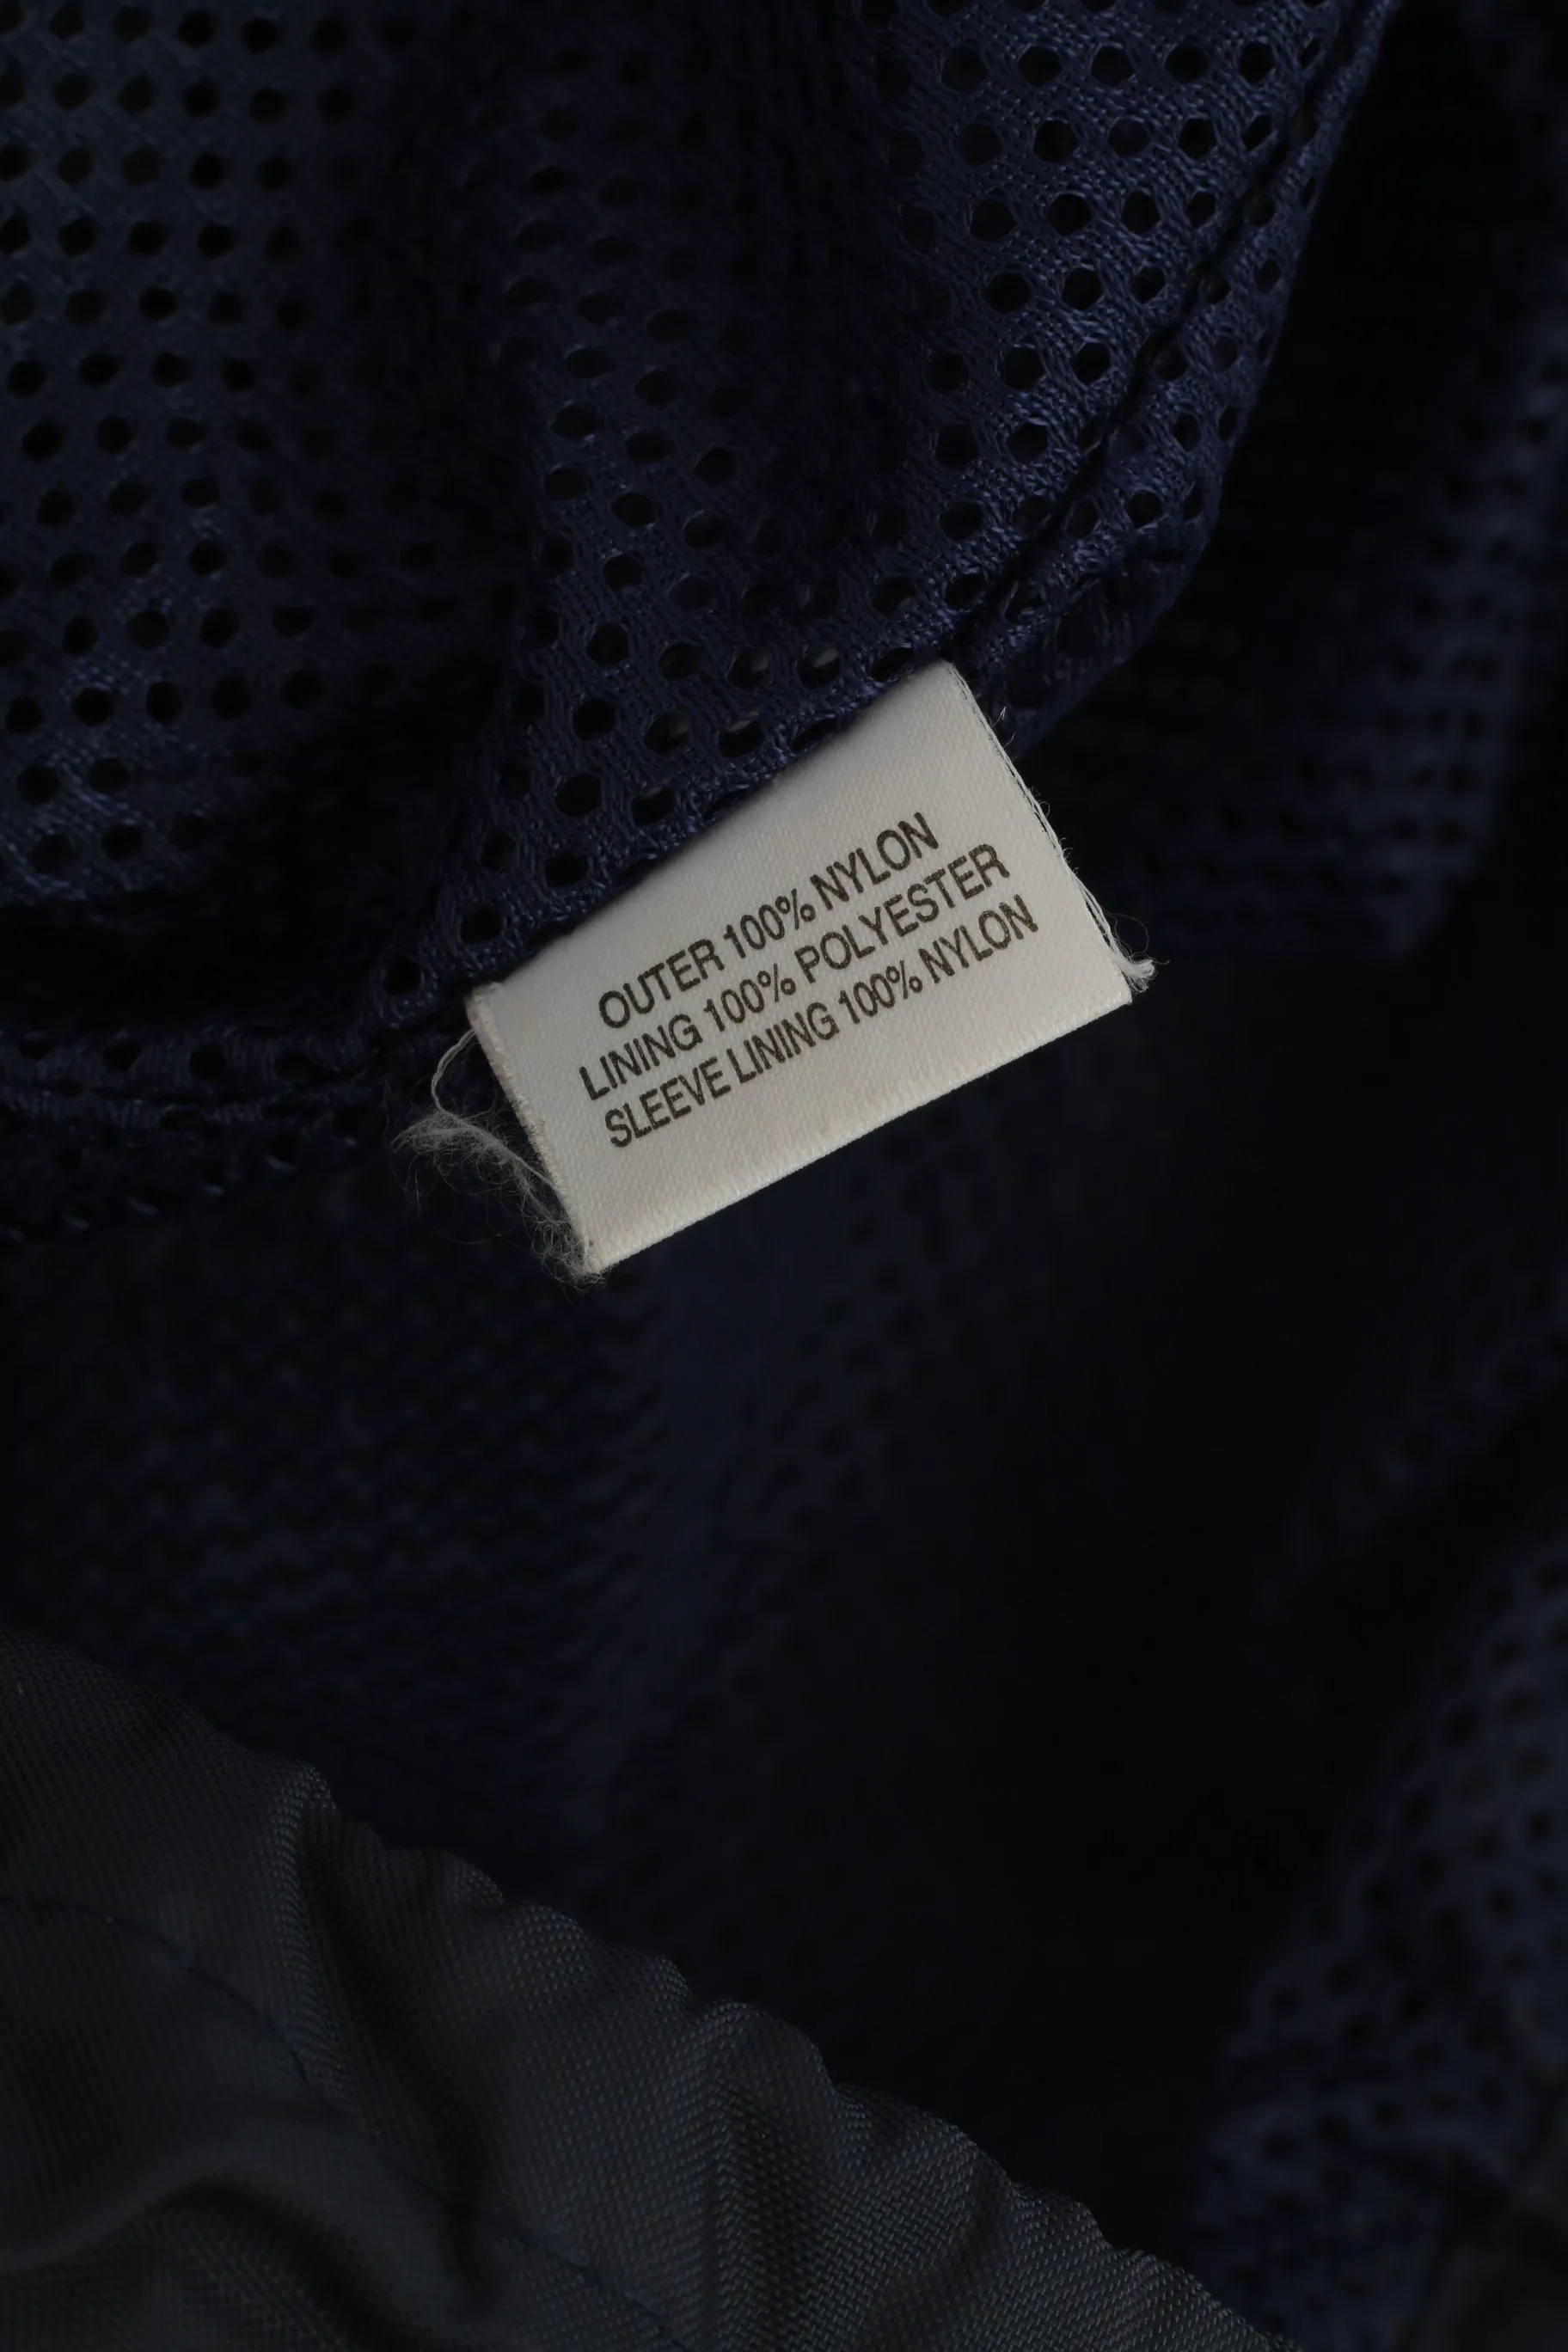 OUTER 100% NYLON
LINING 100% POLYESTER
SLEEVE LINING 100% NYLON